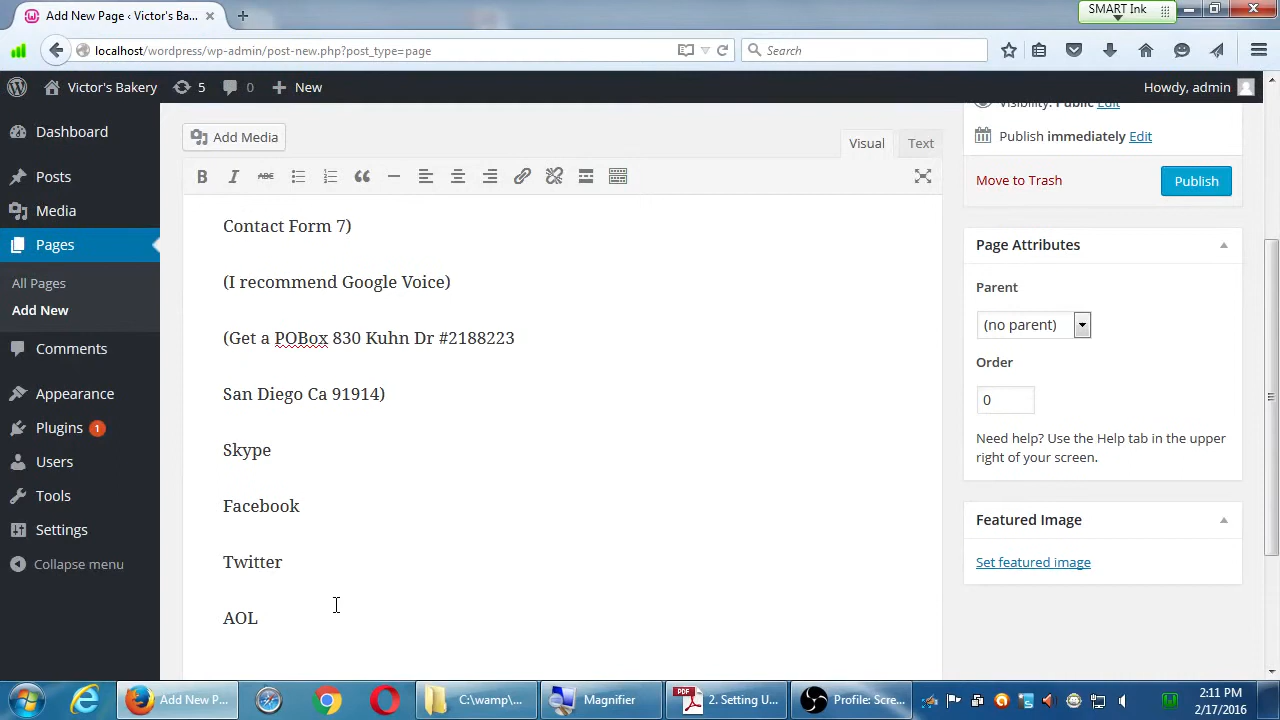 Add New Page ‹ Victor's Ba...
SMART Ink
localhost/wordpress/wp-admin/post-new.php?post_type=page
Search
Victor's Bakery 5 0 New
Howdy, admin
Dashboard
Posts
Media
Pages
All Pages
Add New
Comments
Appearance
Plugins 1
Users
Tools
Settings
Collapse menu
Add Media
Visual Text
B I ABC
Contact Form 7)
(I recommend Google Voice)
(Get a POBox 830 Kuhn Dr #2188223
San Diego Ca 91914)
Skype
Facebook
Twitter
AOL
Visibility: Public Edit
Publish immediately Edit
Move to Trash
Publish
Page Attributes
Parent
(no parent)
Order
0
Need help? Use the Help tab in the upper
right of your screen.
Featured Image
Set featured image
Add New P...
C:\wamp\...
Magnifier
PDF
2. Setting U...
Profile: Scre...
2:11 PM
2/17/2016